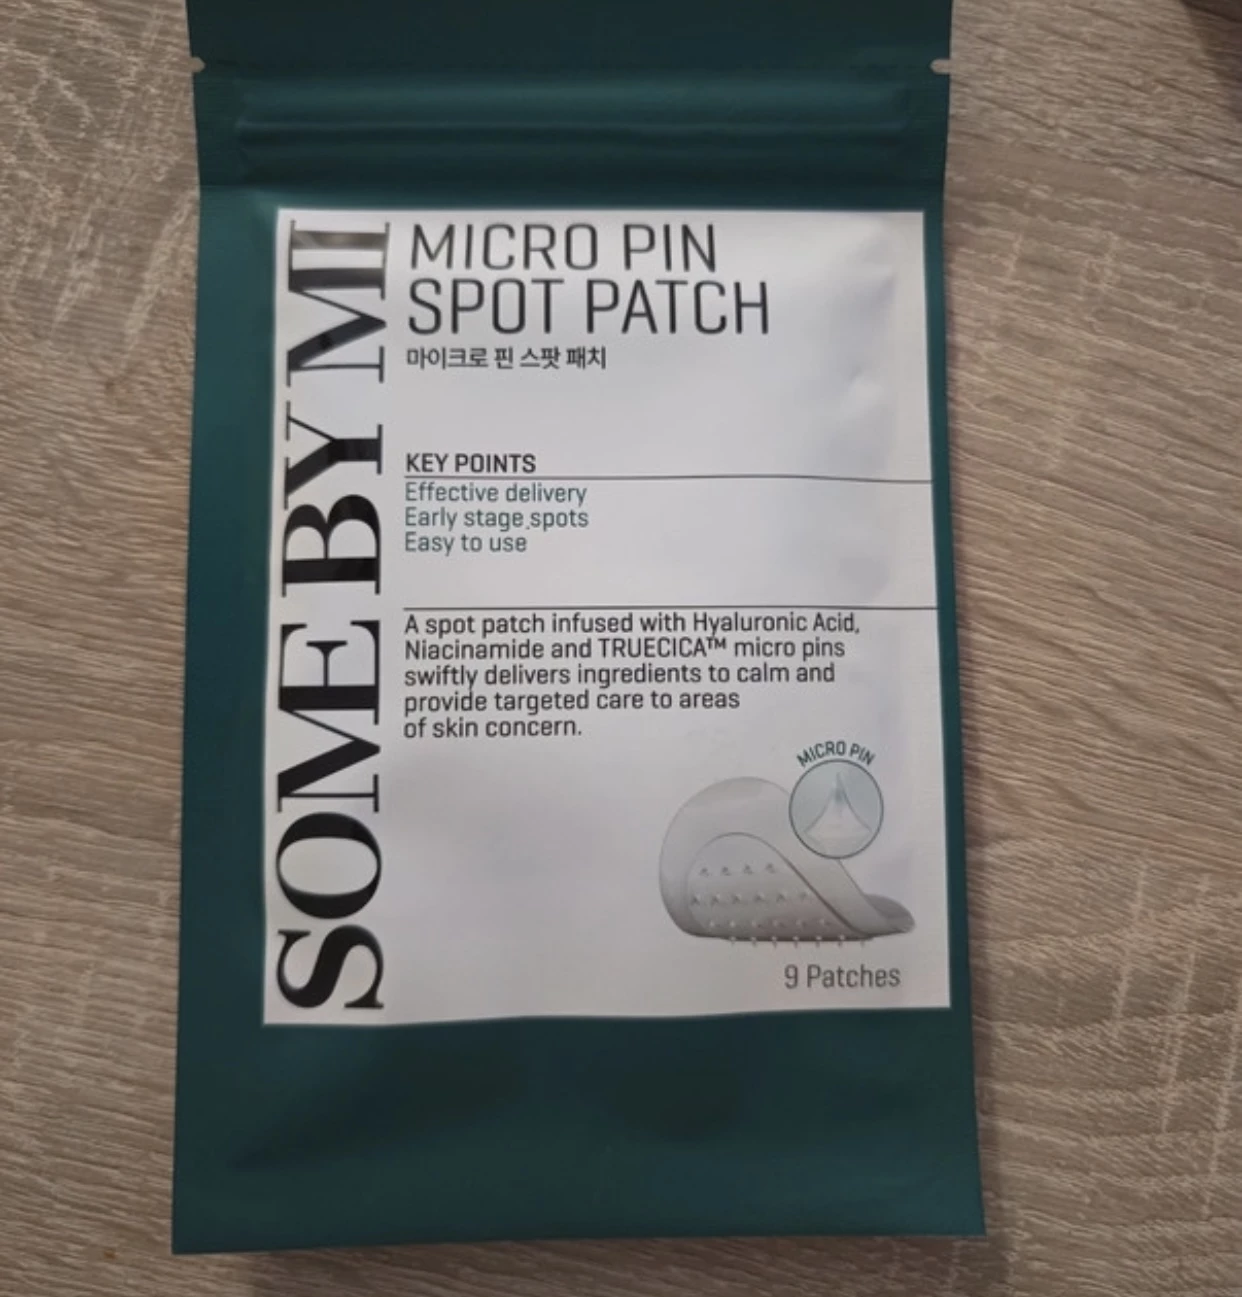 SOME BY MI
MICRO PIN
SPOT PATCH
마이크로 핀 스팟 패치
KEY POINTS
Effective delivery
Early stage spots
Easy to use
A spot patch infused with Hyaluronic Acid,
Niacinamide and TRUECICA™ micro pins
swiftly delivers ingredients to calm and
provide targeted care to areas
of skin concern.
MICRO PIN
9 Patches